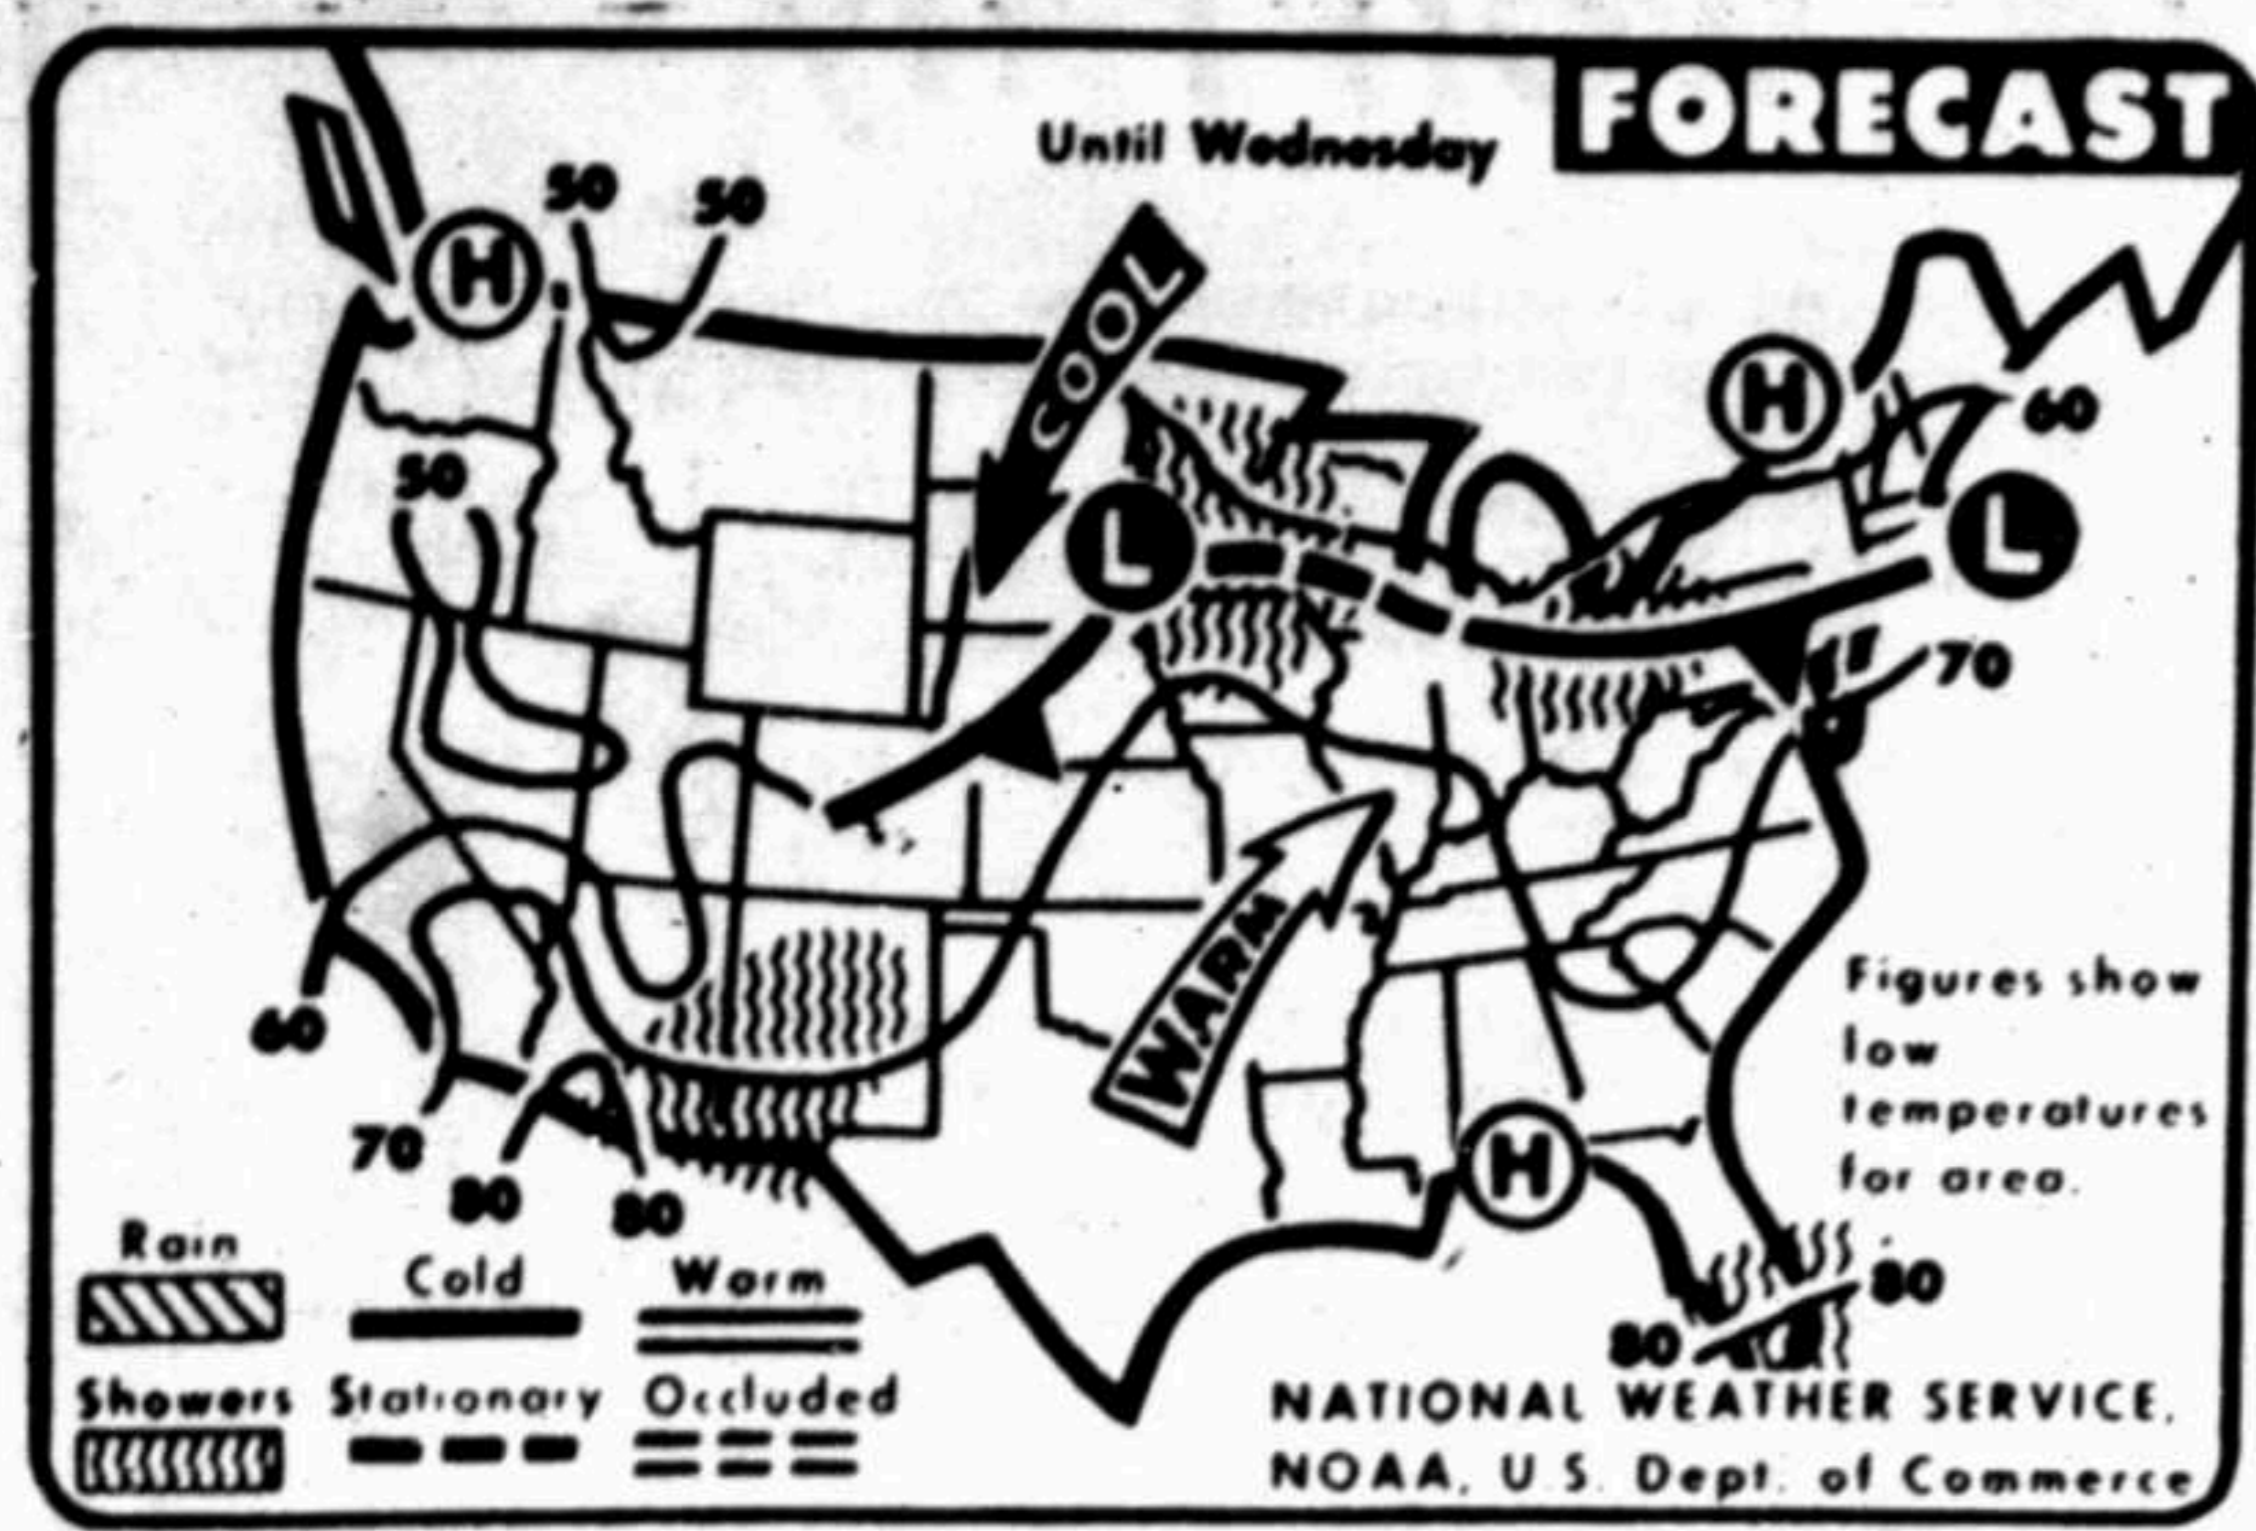 FORECAST
Until Wednesday
50
50
H
COOL
H
60
50
L
L
70
WARM
60
70
80
80
H
Figures show
low
temperatures
for area.
80
80
Rain
Cold
Warm
Showers
Stationary
Occluded
NATIONAL WEATHER SERVICE,
NOAA, U.S. Dept. of Commerce